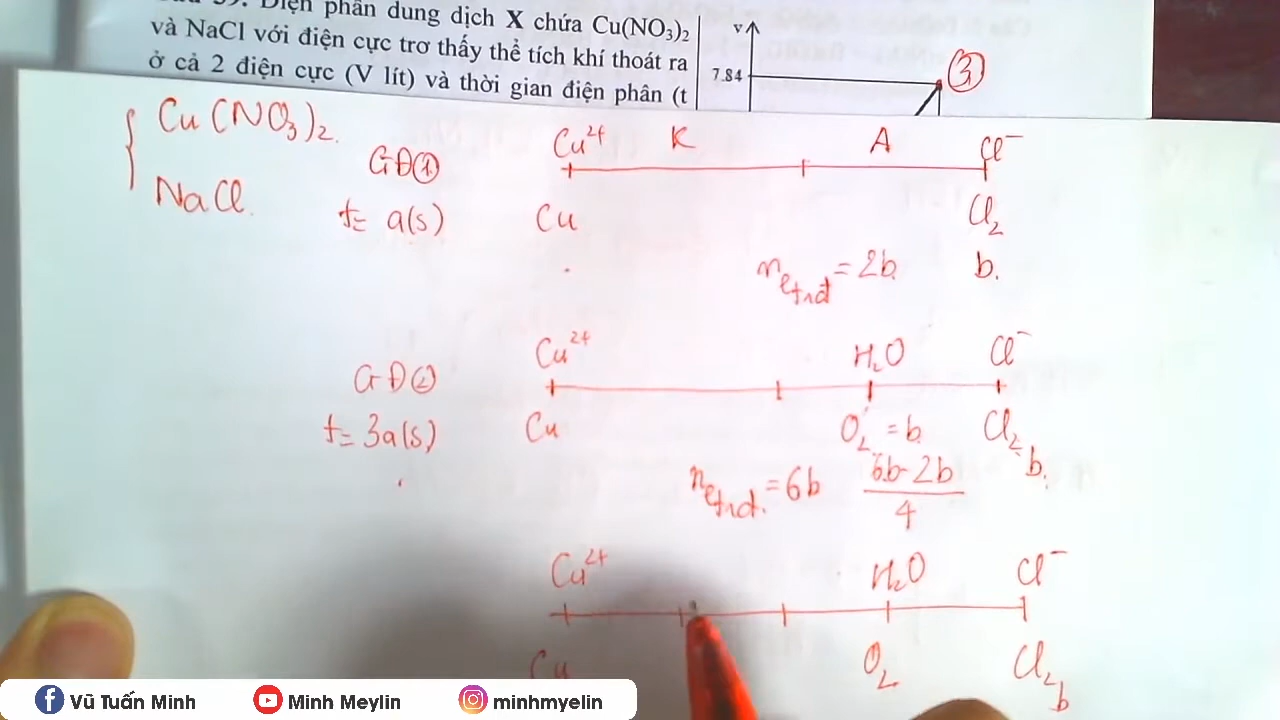 39. Điện phân dung dịch X chứa Cu(NO₃)₂
và NaCl với điện cực trơ thấy thể tích khí thoát ra
ở cả 2 điện cực (V lít) và thời gian điện phân (t
V
7.84
③
Cu(NO₃)₂
NaCl
GĐ①
t= a(s)
Cu²⁺ K A Cl⁻
Cu Cl₂
n e trđ = 2b b.
GĐ②
t= 3a(s)
Cu²⁺ H₂O Cl⁻
Cu O₂ = b Cl₂
b.
n e trđ = 6b
6b-2b
4
Cu²⁺ H₂O Cl⁻
Cu O₂ Cl₂
b
Vũ Tuấn Minh Minh Meylin minhmyelin